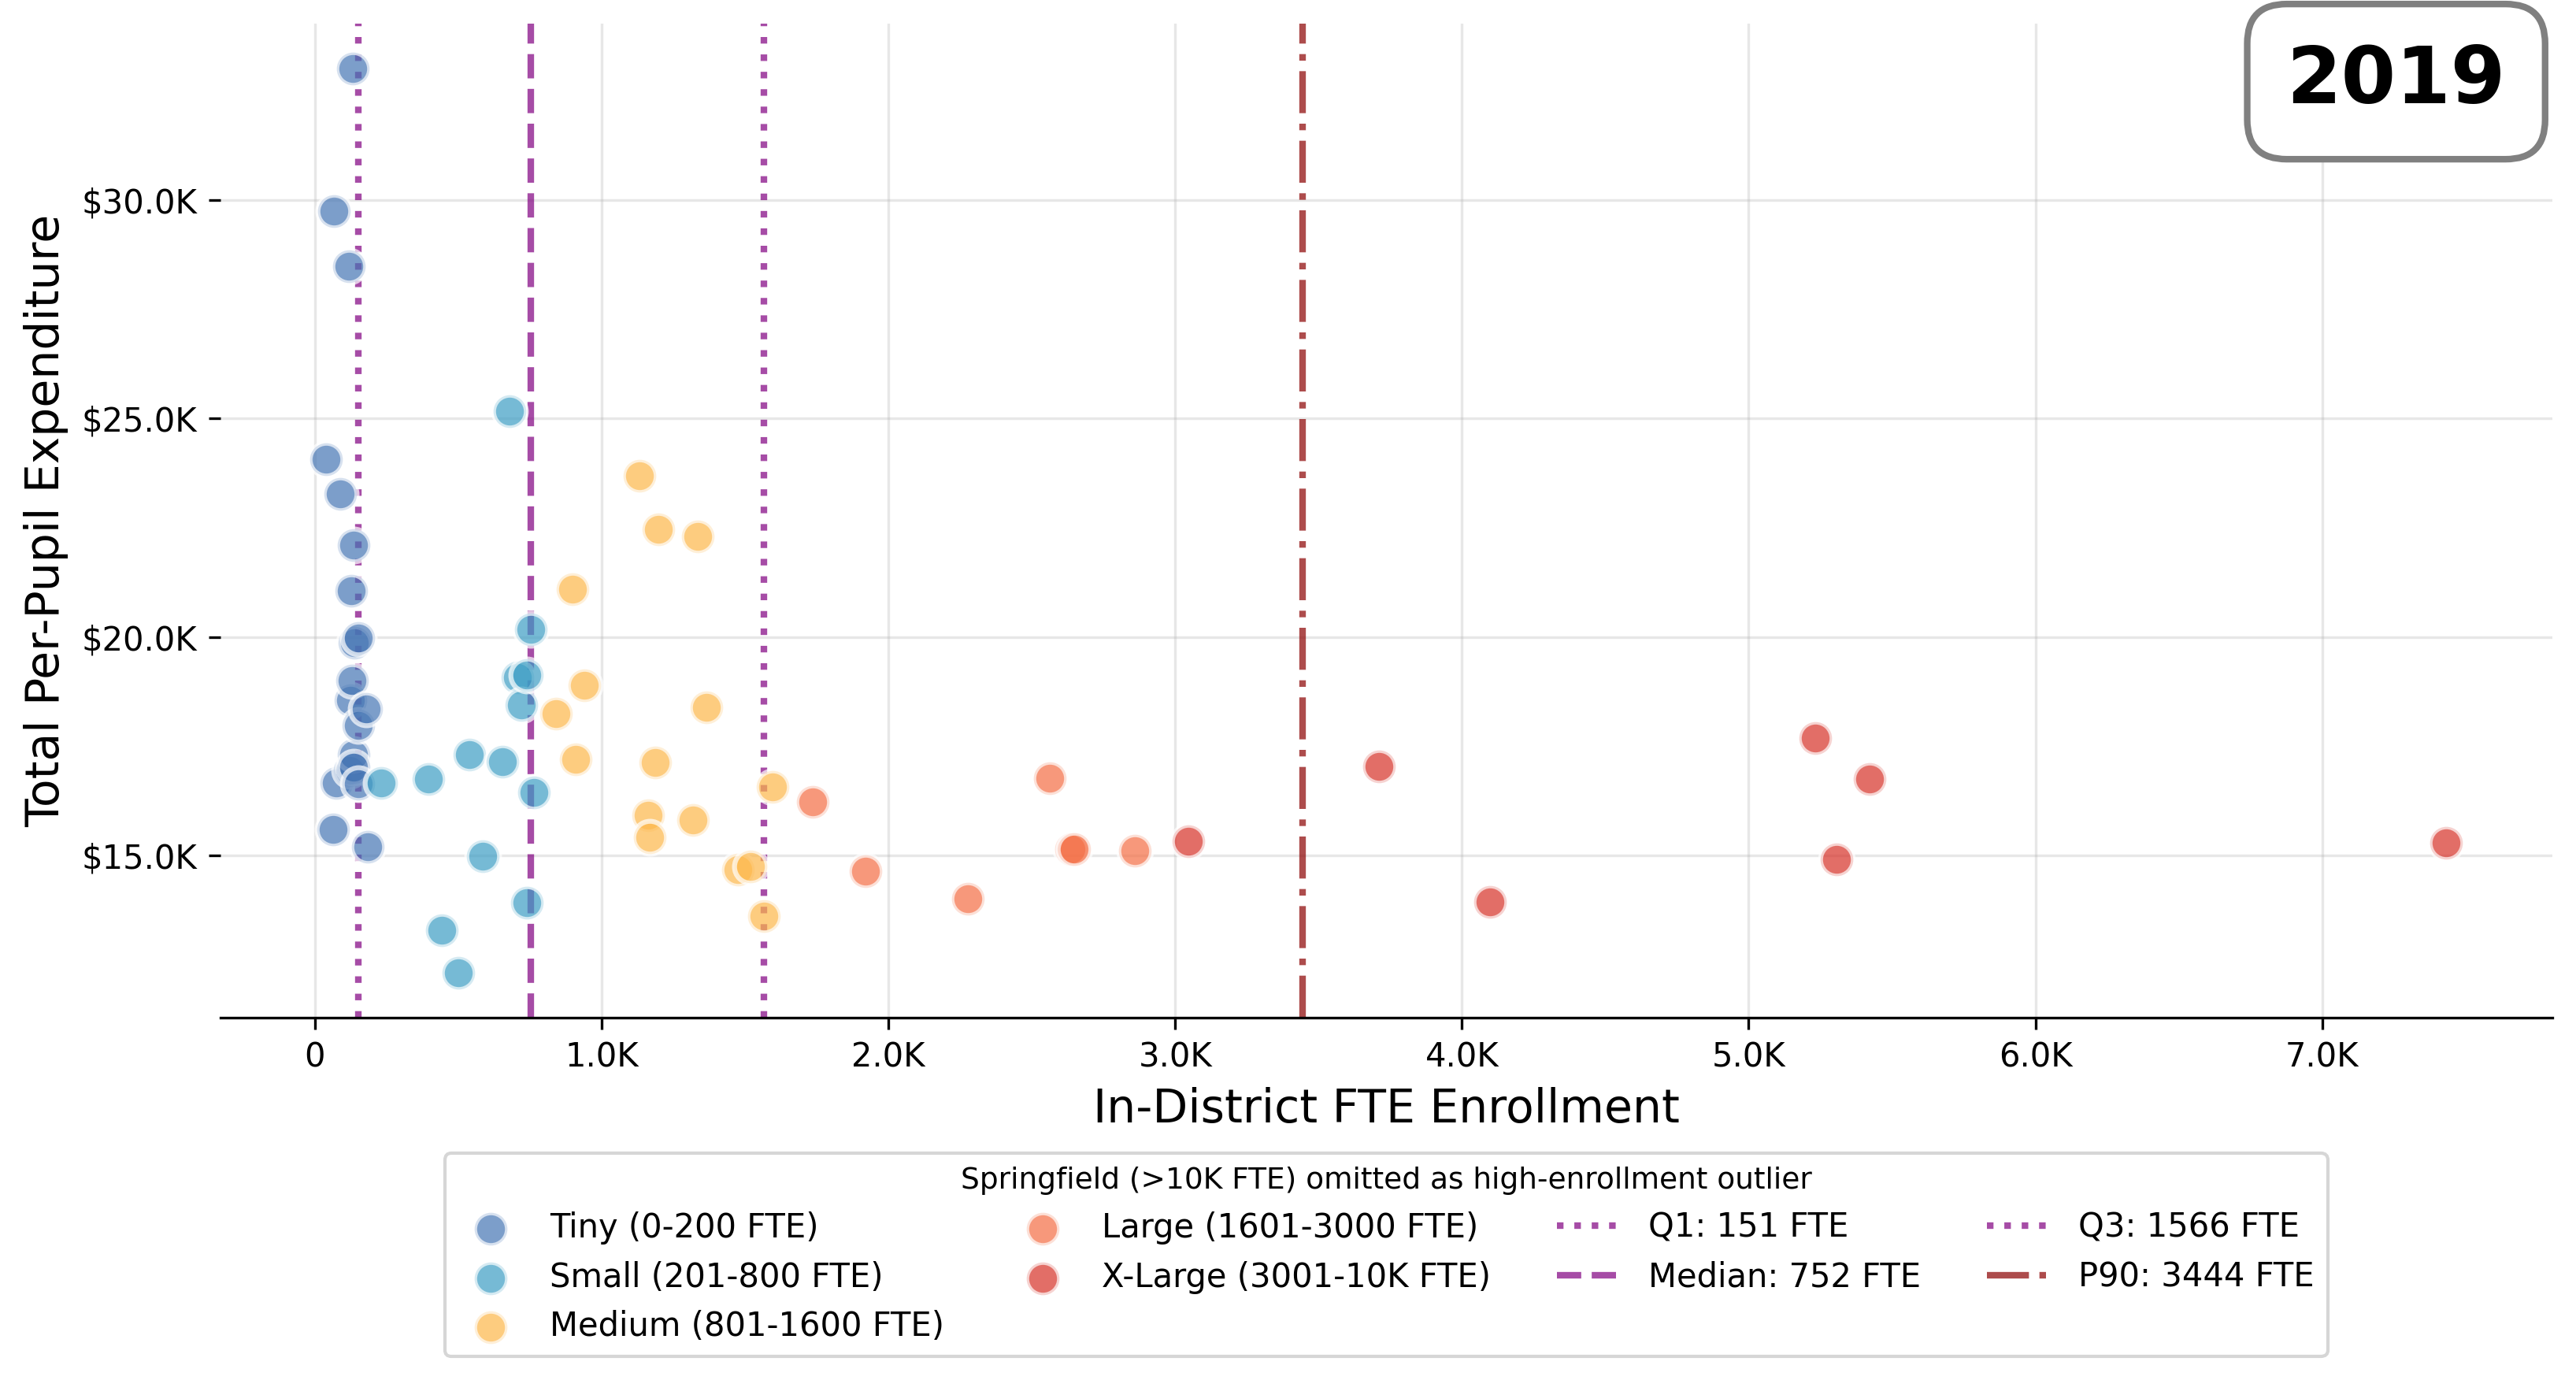 2019
Total Per-Pupil Expenditure
$30.0K
$25.0K
$20.0K
$15.0K
0 1.0K 2.0K 3.0K 4.0K 5.0K 6.0K 7.0K
In-District FTE Enrollment
Springfield (>10K FTE) omitted as high-enrollment outlier
Tiny (0-200 FTE)
Small (201-800 FTE)
Medium (801-1600 FTE)
Large (1601-3000 FTE)
X-Large (3001-10K FTE)
Q1: 151 FTE
Median: 752 FTE
Q3: 1566 FTE
P90: 3444 FTE